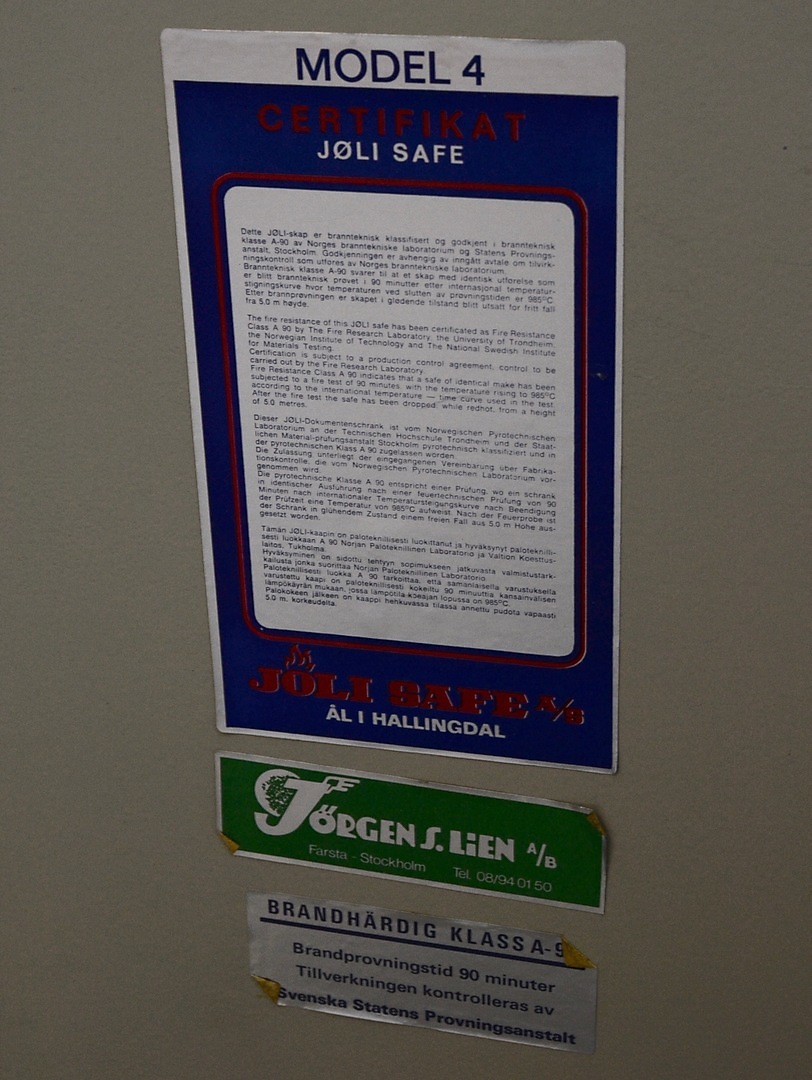 MODEL 4
CERTIFIKAT
JØLI SAFE
Dette JØLI-skap er brannteknisk klassifisert og godkjent i brannteknisk
klasse A-90 av Norges branntekniske laboratorium og Statens Provnings-
anstalt, Stockholm. Godkjenningen er avhengig av inngått avtale om tilvirk-
ningskontroll som utføres av Norges branntekniske laboratorium.
Brannteknisk klasse A-90 svarer til at et skap med identisk utførelse som
er blitt brannteknisk prøvet i 90 minutter etter internasjonal temperatur-
stigningskurve hvor temperaturen ved slutten av prøvningstiden er 985°C.
Etter brannprøvningen er skapet i glødende tilstand blitt utsatt for fritt fall
fra 5.0 m høyde.
The fire resistance of this JØLI safe has been certificated as Fire Resistance
Class A 90 by The Fire Research Laboratory, the University of Trondheim,
the Norwegian Institute of Technology and The National Swedish Institute
for Materials Testing.
Certification is subject to a production control agreement, control to be
carried out by the Fire Research Laboratory.
Fire Resistance Class A 90 indicates that a safe of identical make has been
subjected to a fire test of 90 minutes, with the temperature rising to 985°C
according to the international temperature — time curve used in the test.
After the fire test the safe has been dropped, while redhot, from a height
of 5.0 metres.
Dieser JØLI-Dokumentenschrank ist vom Norwegischen Pyrotechnischen
Laboratorium an der Technischen Hochschule Trondheim und der Staat-
lichen Material-prüfungsanstalt Stockholm pyrotechnisch klassifiziert und in
der pyrotechnischen Klass A 90 zugelassen worden.
Die Zulassung unterliegt der eingegangenen Vereinbarung über Fabrika-
tionskontrolle, die vom Norwegischen Pyrotechnischen Laboratorium vor-
genommen wird.
Die pyrotechnische Klasse A 90 entspricht einer Prüfung, wo ein schrank
in identischer Ausführung nach einer feuertechnischen Prüfung von 90
Minuten nach internationaler Temperatursteigungskurve nach Beendigung
der Prüfzeit eine Temperatur von 985°C aufweist. Nach der Feuerprobe ist
der Schrank in glühendem Zustand einem freien Fall aus 5.0 m Höhe aus-
gesetzt worden.
Tämän JØLI-kaapin on paloteknillisesti luokittanut ja hyväksynyt paloteknilli-
sesti luokkaan A 90 Norjan Paloteknillinen Laboratorio ja Valtion Koesttus-
laitos, Tukholma.
Hyväksyminen on sidottu tehtyyn sopimukseen jatkuvasta valmistustark-
kailusta jonka suorittaa Norjan Paloteknillinen Laboratorio.
Paloteknillisesti luokka A 90 tarkoittaa, että samanlaisella varustuksella
varustettu kaapi on paloteknillisesti kokeiltu 90 minuuttia kansainvälisen
lämpökäyrän mukaan, jossa lämpötila koeajan lopussa on 985°C.
Palokokeen jälkeen on kaappi hehkuvassa tilassa annettu pudota vapaasti
5.0 m. korkeudella.
JØLI SAFE A/S
ÅL I HALLINGDAL
JÖRGEN S. LIEN A/B
Farsta - Stockholm Tel. 08/94 01 50
BRANDHÄRDIG KLASS A-9
Brandprovningstid 90 minuter
Tillverkningen kontrolleras av
Svenska Statens Provningsanstalt